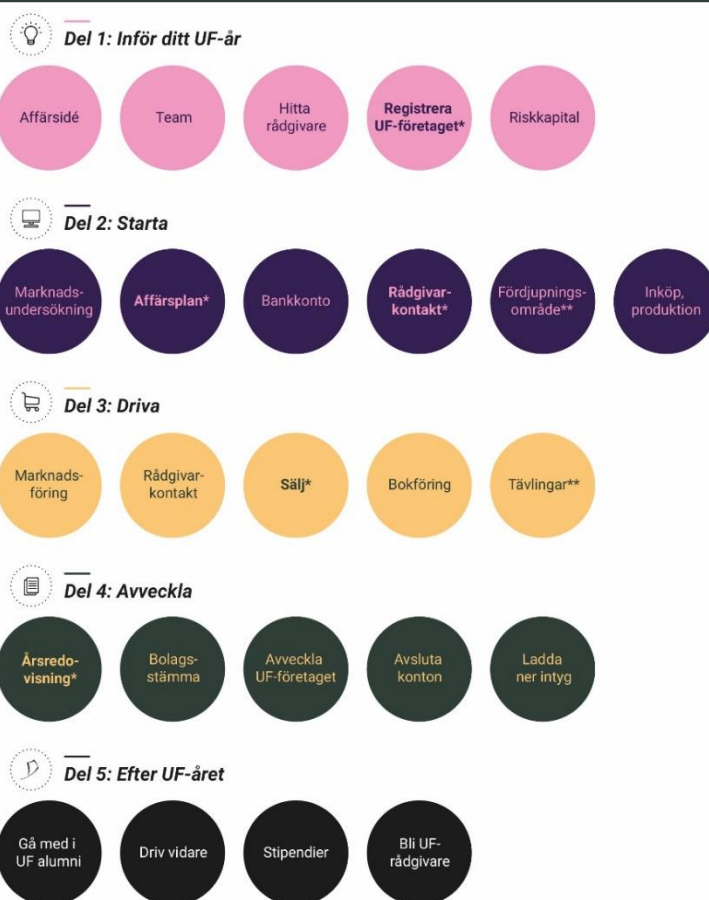 Del 1: Inför ditt UF-år
Affärsidé
Team
Hitta
rådgivare
Registrera
UF-företaget*
Riskkapital
Del 2: Starta
Marknads-
undersökning
Affärsplan*
Bankkonto
Rådgivar-
kontakt*
Fördjupnings-
område**
Inköp,
produktion
Del 3: Driva
Marknads-
föring
Rådgivar-
kontakt
Sälj*
Bokföring
Tävlingar**
Del 4: Avveckla
Årsredo-
visning*
Bolags-
stämma
Avveckla
UF-företaget
Avsluta
konton
Ladda
ner intyg
Del 5: Efter UF-året
Gå med i
UF alumni
Driv vidare
Stipendier
Bli UF-
rådgivare